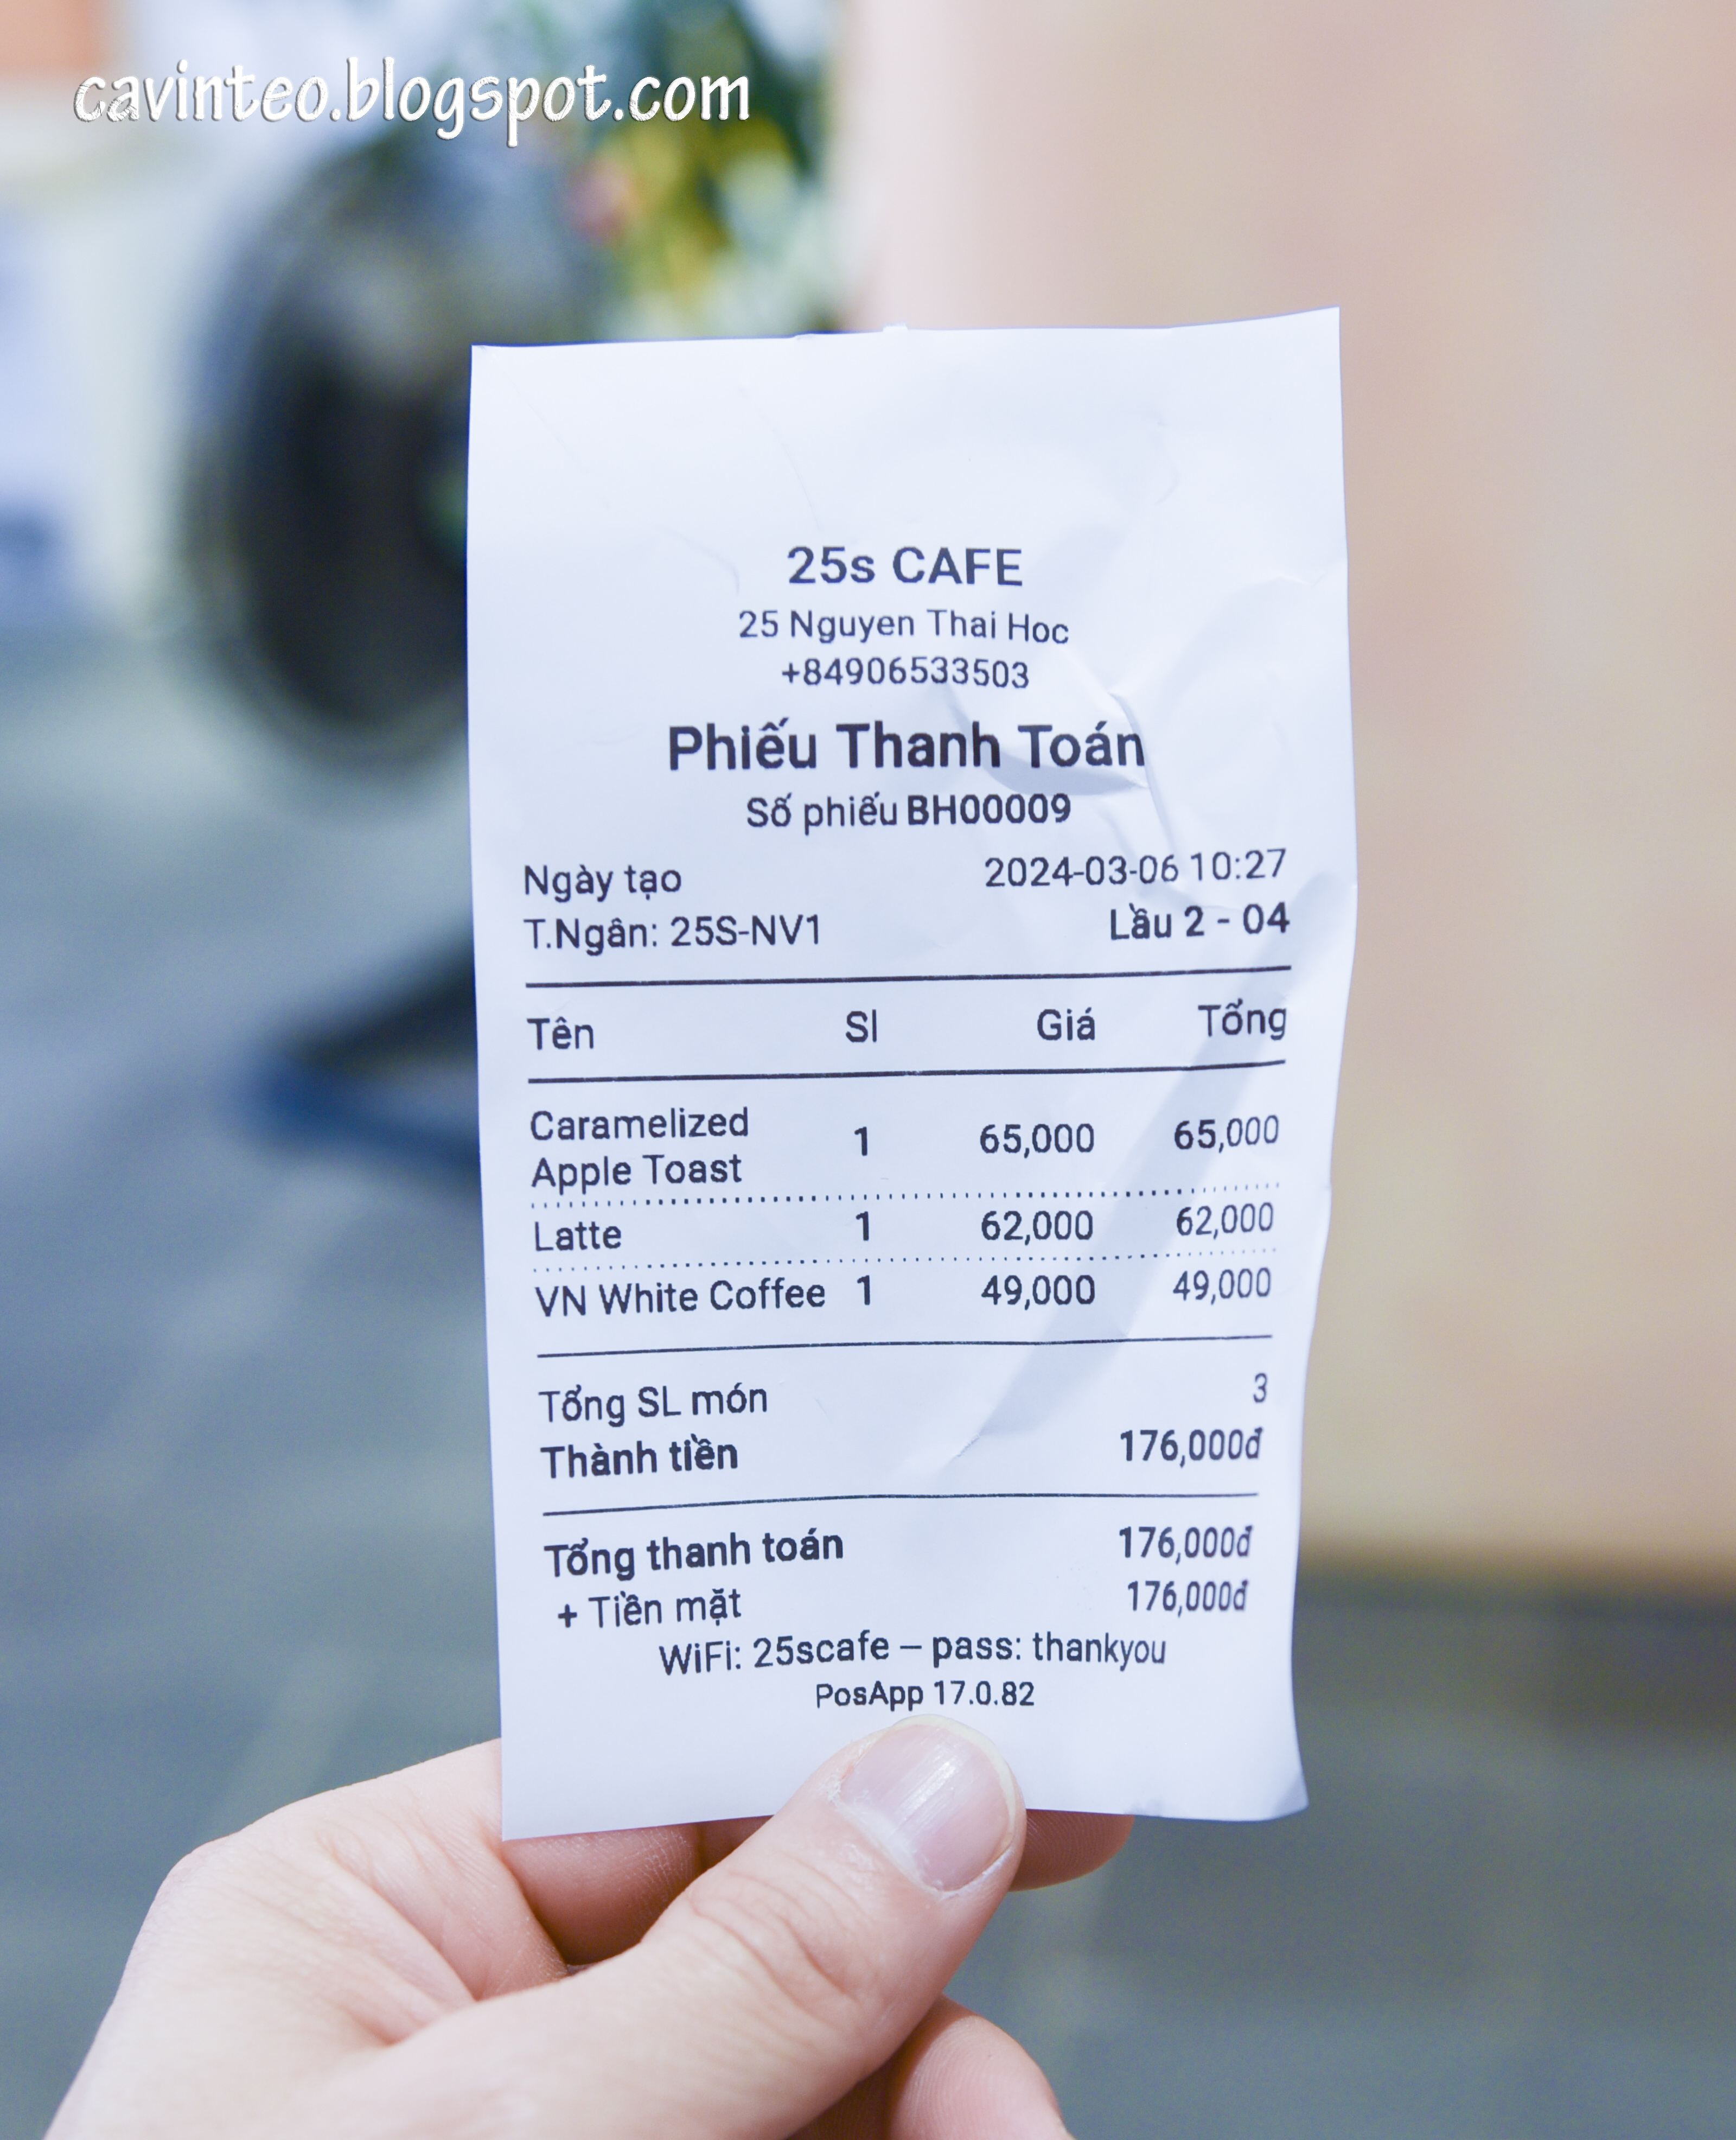 cavinteo.blogspot.com
25s CAFE
25 Nguyen Thai Hoc
+84906533503
Phiếu Thanh Toán
Số phiếu BH00009
Ngày tạo 2024-03-06 10:27
T.Ngân: 25S-NV1 Lầu 2 - 04
Tên Sl Giá Tổng
Caramelized
Apple Toast 1 65,000 65,000
Latte 1 62,000 62,000
VN White Coffee 1 49,000 49,000
Tổng SL món 3
Thành tiền 176,000đ
Tổng thanh toán 176,000đ
+ Tiền mặt 176,000đ
WiFi: 25scafe – pass: thankyou
PosApp 17.0.82